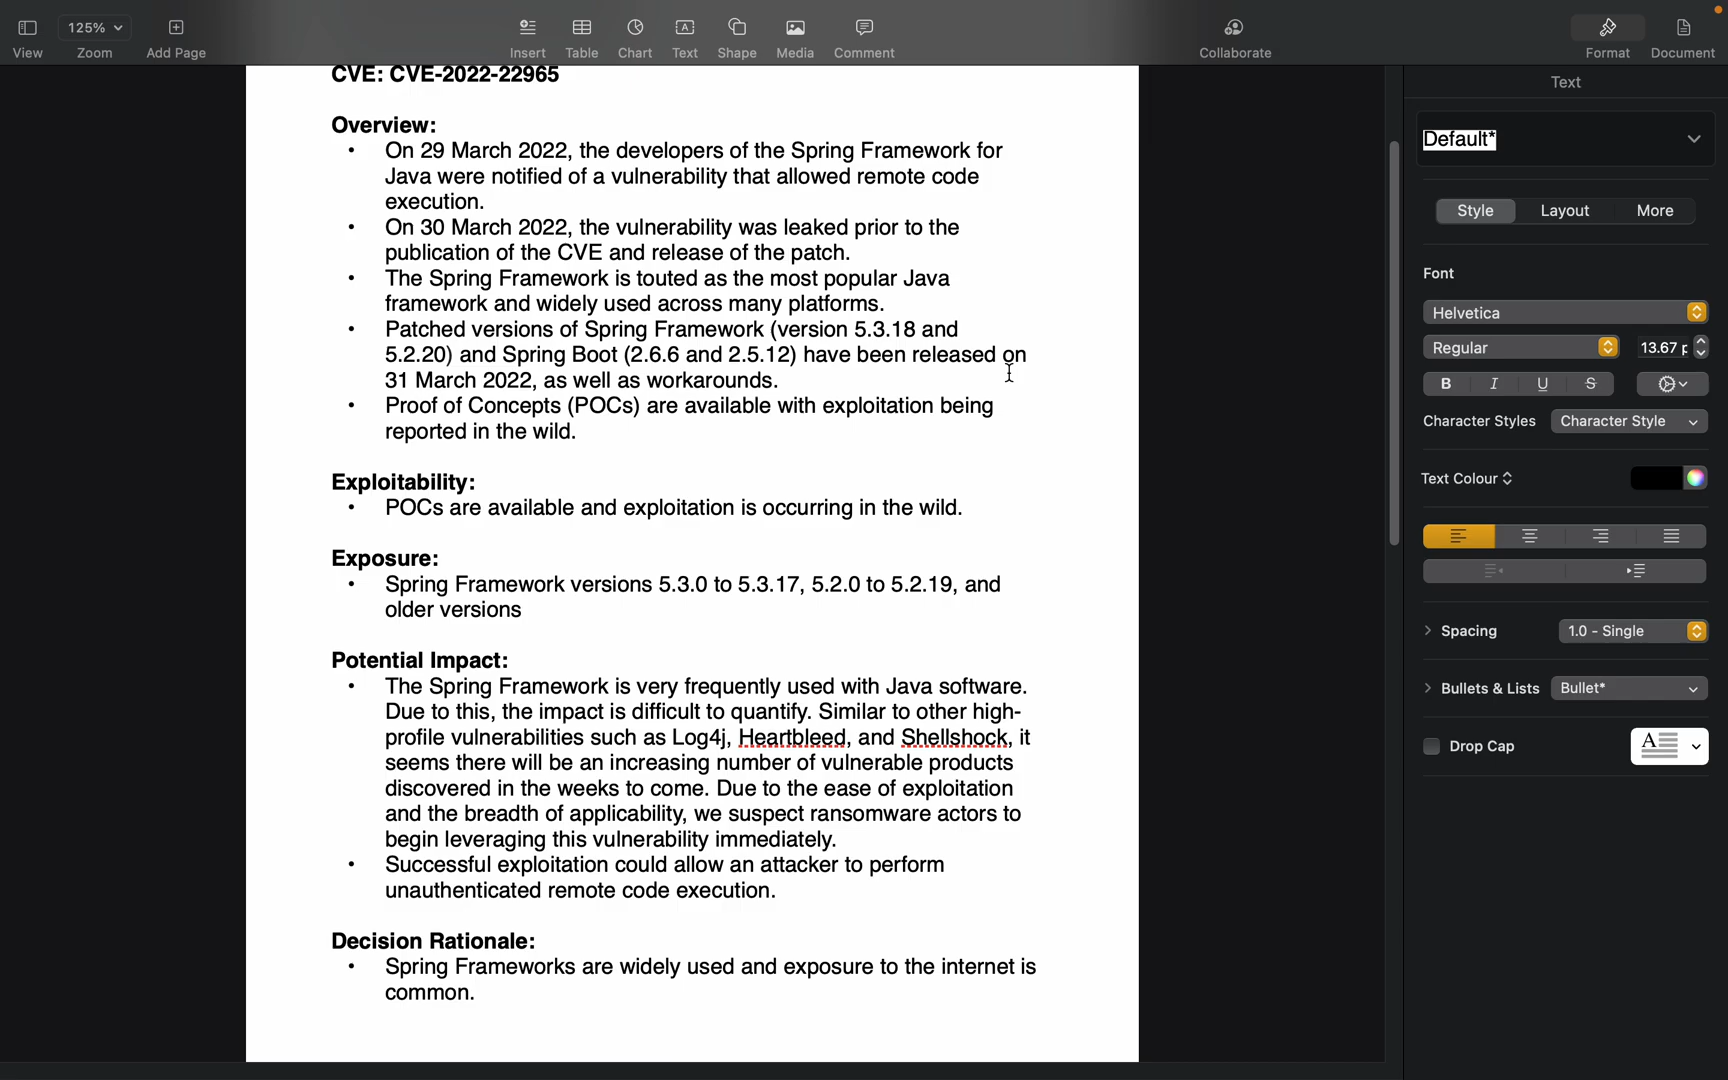 125%
View
Zoom
Add Page
Insert
Table
Chart
Text
Shape
Media
Comment
Collaborate
Format
Document
CVE: CVE-2022-22965
Overview:
• On 29 March 2022, the developers of the Spring Framework for
Java were notified of a vulnerability that allowed remote code
execution.
• On 30 March 2022, the vulnerability was leaked prior to the
publication of the CVE and release of the patch.
• The Spring Framework is touted as the most popular Java
framework and widely used across many platforms.
• Patched versions of Spring Framework (version 5.3.18 and
5.2.20) and Spring Boot (2.6.6 and 2.5.12) have been released on
31 March 2022, as well as workarounds.
• Proof of Concepts (POCs) are available with exploitation being
reported in the wild.
Exploitability:
• POCs are available and exploitation is occurring in the wild.
Exposure:
• Spring Framework versions 5.3.0 to 5.3.17, 5.2.0 to 5.2.19, and
older versions
Potential Impact:
• The Spring Framework is very frequently used with Java software.
Due to this, the impact is difficult to quantify. Similar to other high-
profile vulnerabilities such as Log4j, Heartbleed, and Shellshock, it
seems there will be an increasing number of vulnerable products
discovered in the weeks to come. Due to the ease of exploitation
and the breadth of applicability, we suspect ransomware actors to
begin leveraging this vulnerability immediately.
• Successful exploitation could allow an attacker to perform
unauthenticated remote code execution.
Decision Rationale:
• Spring Frameworks are widely used and exposure to the internet is
common.
Text
Default*
Style
Layout
More
Font
Helvetica
Regular
13.67 p
B I U S
Character Styles
Character Style
Text Colour
Spacing
1.0 - Single
Bullets & Lists
Bullet*
Drop Cap
A